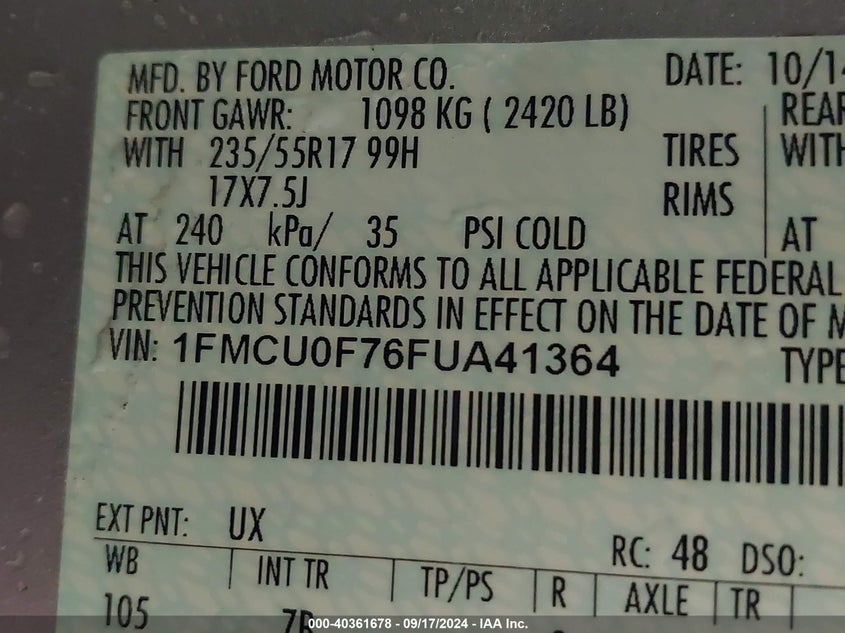 MFD. BY FORD MOTOR CO. DATE: 10/14
FRONT GAWR: 1098 KG ( 2420 LB) REAR
WITH 235/55R17 99H TIRES WITH
17X7.5J RIMS
AT 240 kPa/ 35 PSI COLD AT
THIS VEHICLE CONFORMS TO ALL APPLICABLE FEDERAL
PREVENTION STANDARDS IN EFFECT ON THE DATE OF M
VIN: 1FMCU0F76FUA41364 TYPE
EXT PNT: UX RC: 48 DSO:
WB INT TR TP/PS R AXLE TR
105
000-40361678 - 09/17/2024 - IAA Inc.